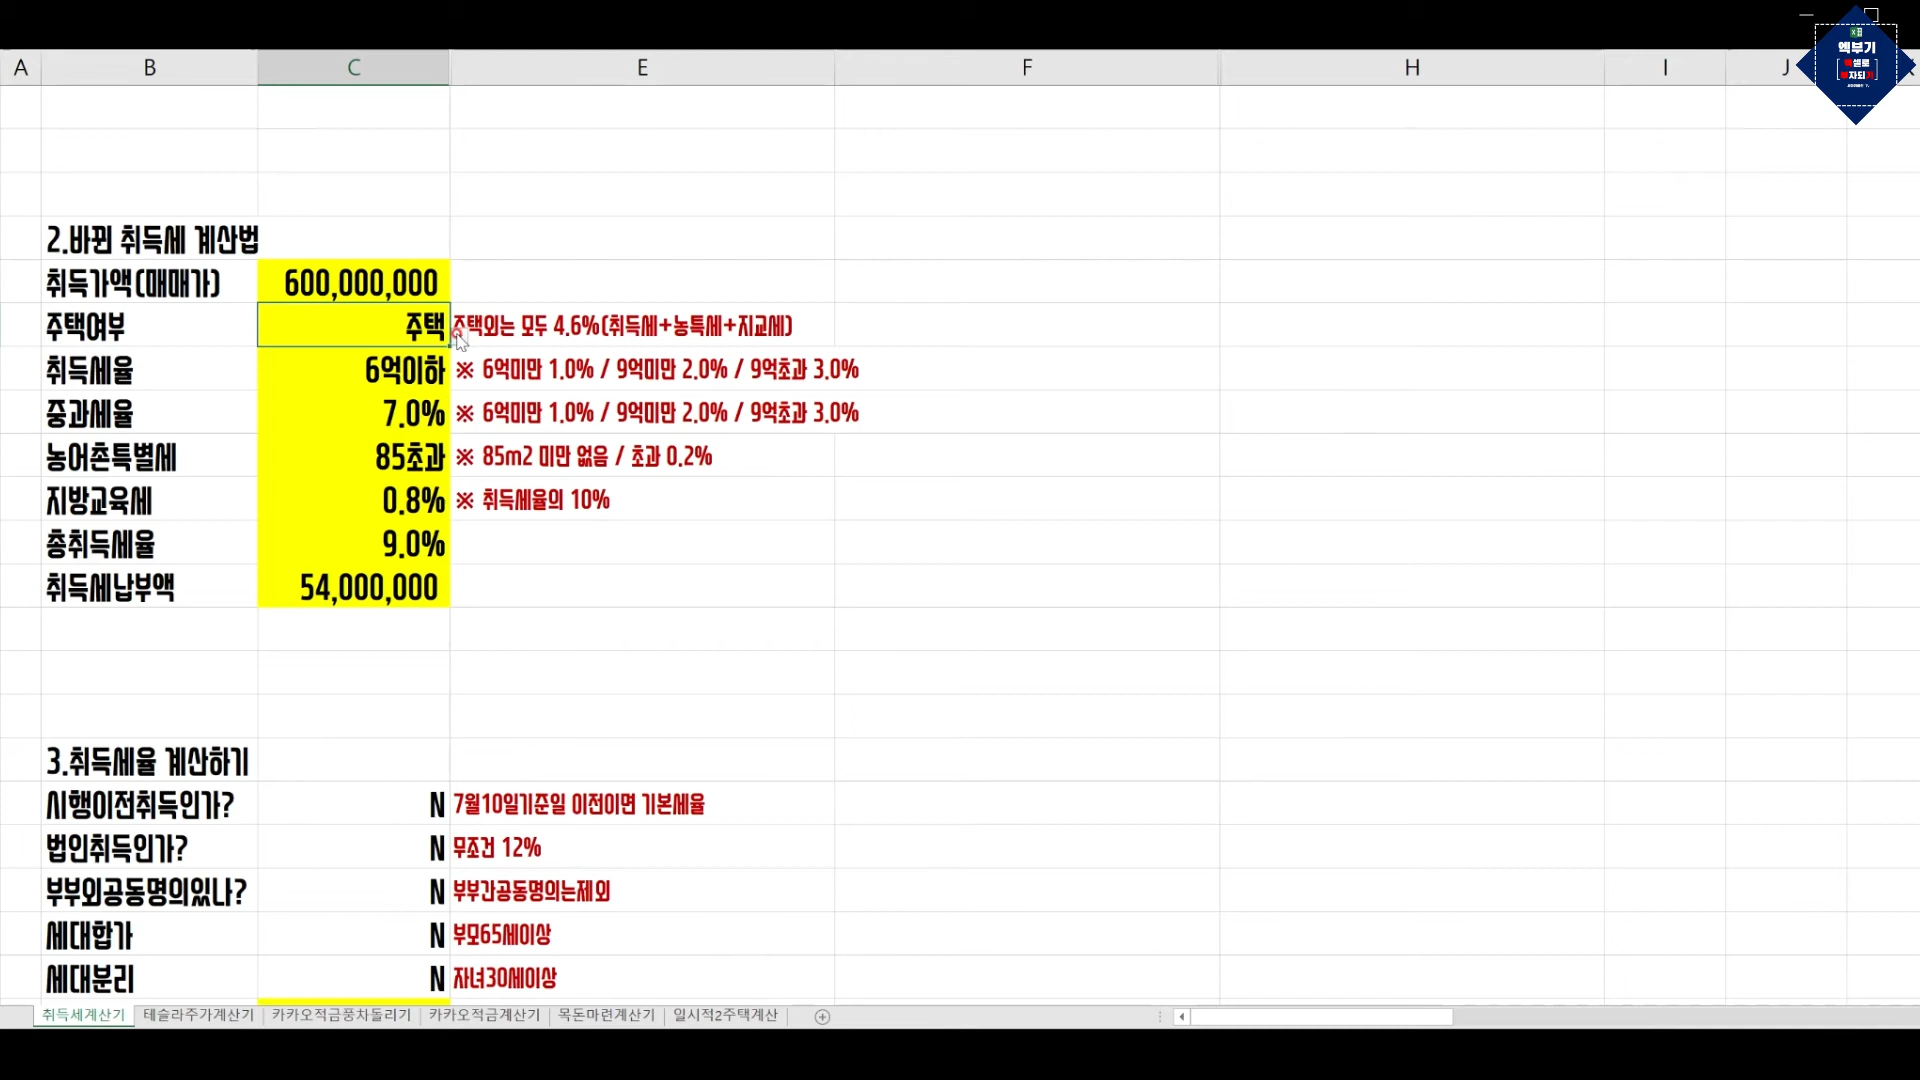 엑부기
엑셀로
부자되기
A B C E F H I J
2.바뀐 취득세 계산법
취득가액(매매가) 600,000,000
주택여부 주택 주택외는 모두 4.6%(취득세+농특세+지교세)
취득세율 6억이하 ※ 6억미만 1.0% / 9억미만 2.0% / 9억초과 3.0%
중과세율 7.0% ※ 6억미만 1.0% / 9억미만 2.0% / 9억초과 3.0%
농어촌특별세 85초과 ※ 85m2 미만 없음 / 초과 0.2%
지방교육세 0.8% ※ 취득세율의 10%
총취득세율 9.0%
취득세납부액 54,000,000
3.취득세율 계산하기
시행이전취득인가? N 7월10일기준일 이전이면 기본세율
법인취득인가? N 무조건 12%
부부외공동명의있나? N 부부간공동명의는제외
세대합가 N 부모65세이상
세대분리 N 자녀30세이상
취득세계산기 테슬라주가계산기 카카오적금풍차돌리기 카카오적금계산기 목돈마련계산기 일시적2주택계산